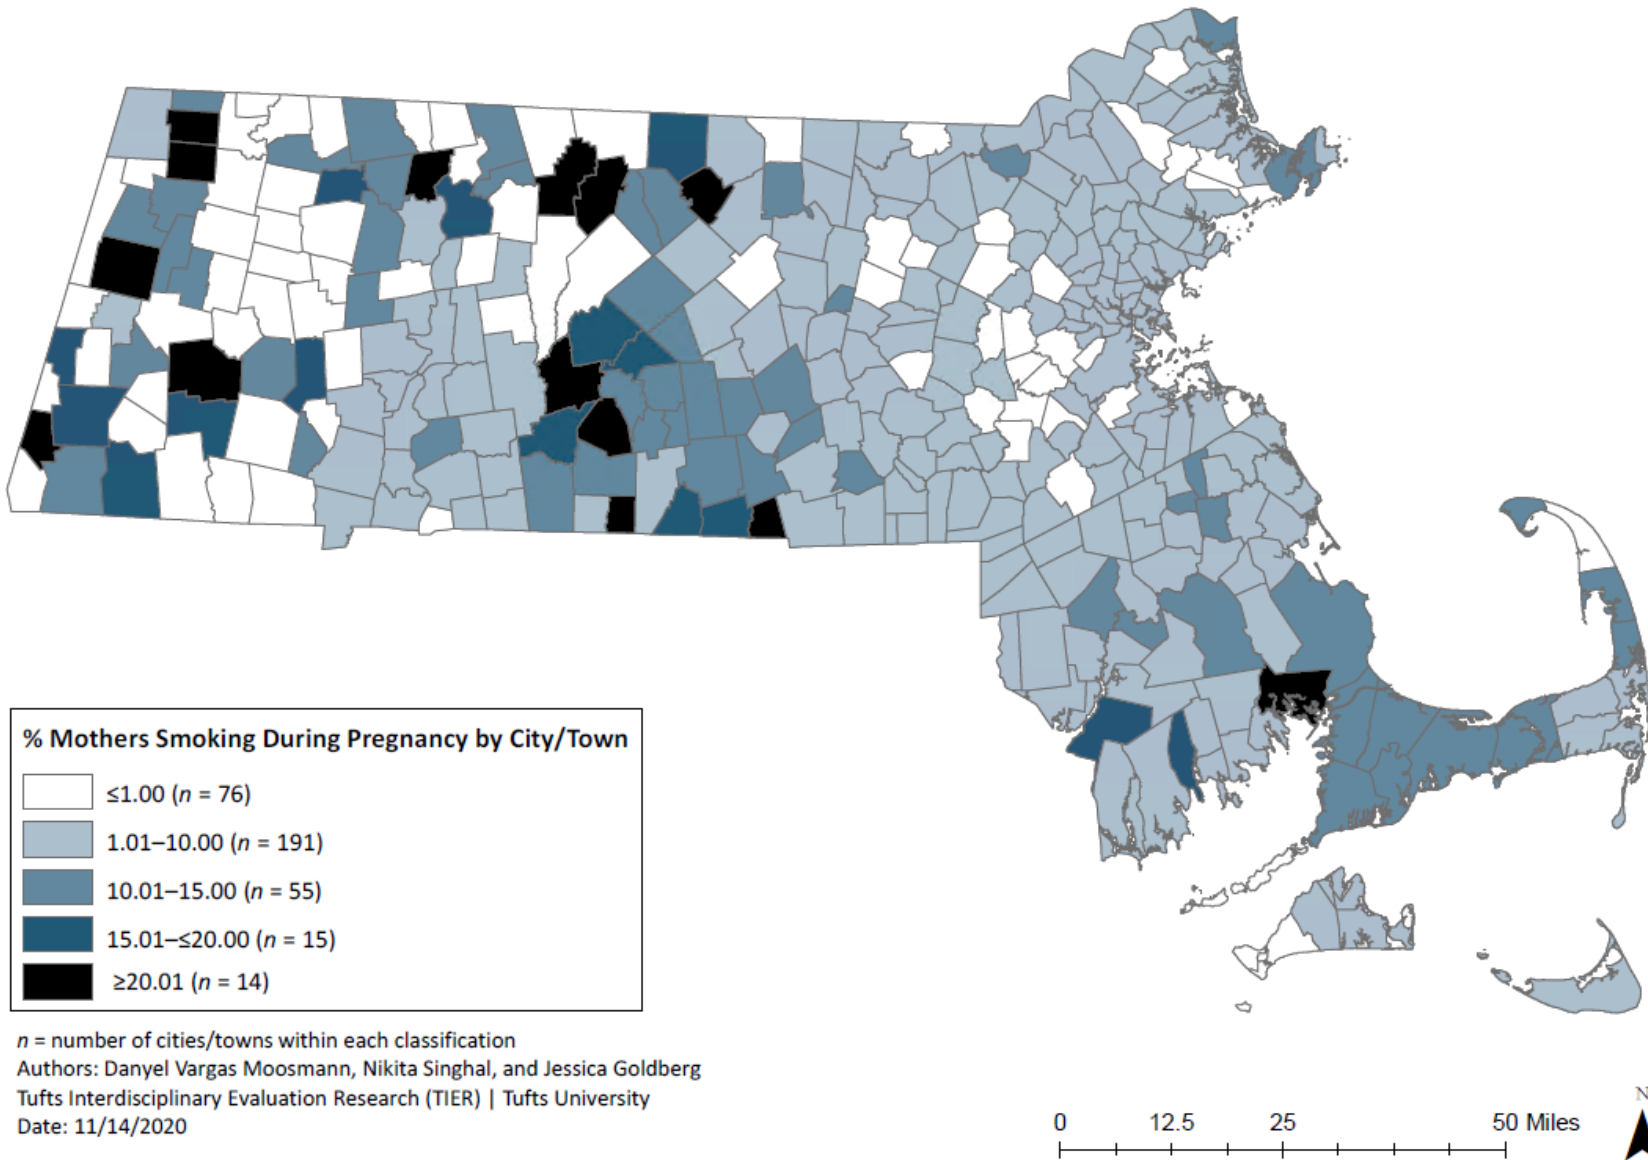 % Mothers Smoking During Pregnancy by City/Town
≤1.00 (n = 76)
1.01–10.00 (n = 191)
10.01–15.00 (n = 55)
15.01–≤20.00 (n = 15)
≥20.01 (n = 14)
n = number of cities/towns within each classification
Authors: Danyel Vargas Moosmann, Nikita Singhal, and Jessica Goldberg
Tufts Interdisciplinary Evaluation Research (TIER) | Tufts University
Date: 11/14/2020
0 12.5 25 50 Miles
N